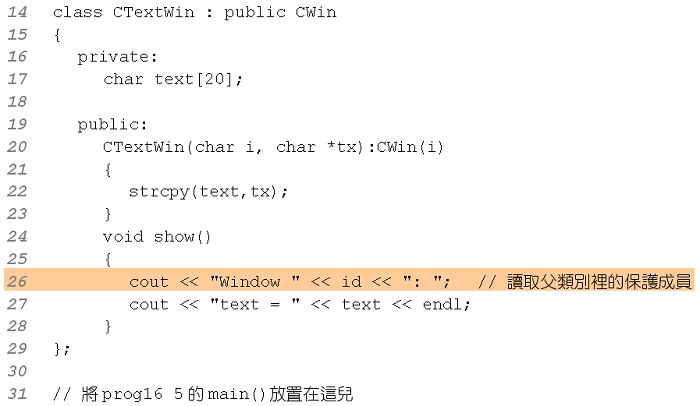 14 class CTextWin : public CWin
15 {
16 private:
17 char text[20];
18
19 public:
20 CTextWin(char i, char *tx):CWin(i)
21 {
22 strcpy(text,tx);
23 }
24 void show()
25 {
26 cout << "Window " << id << ": "; // 讀取父類別裡的保護成員
27 cout << "text = " << text << endl;
28 }
29 };
30
31 // 將prog16 5的main()放置在這兒